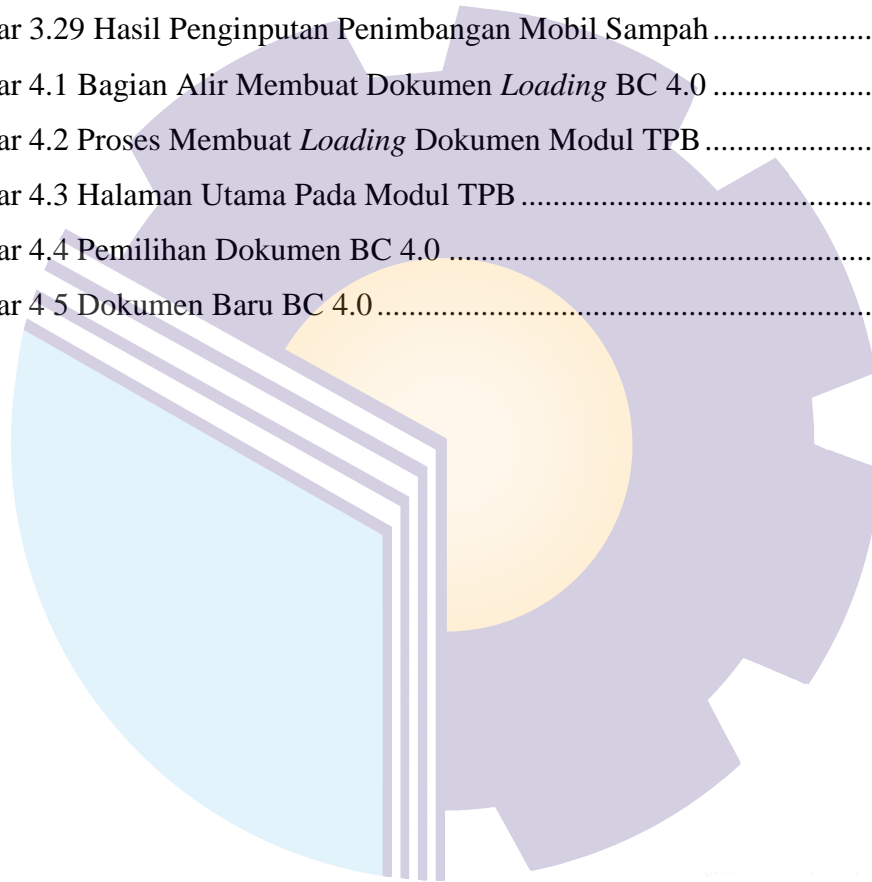 ar 3.29 Hasil Penginputan Penimbangan Mobil Sampah...................
ar 4.1 Bagian Alir Membuat Dokumen Loading BC 4.0...................
ar 4.2 Proses Membuat Loading Dokumen Modul TPB....................
ar 4.3 Halaman Utama Pada Modul TPB..........................................
ar 4.4 Pemilihan Dokumen BC 4.0...................................................
ar 4 5 Dokumen Baru BC 4.0............................................................